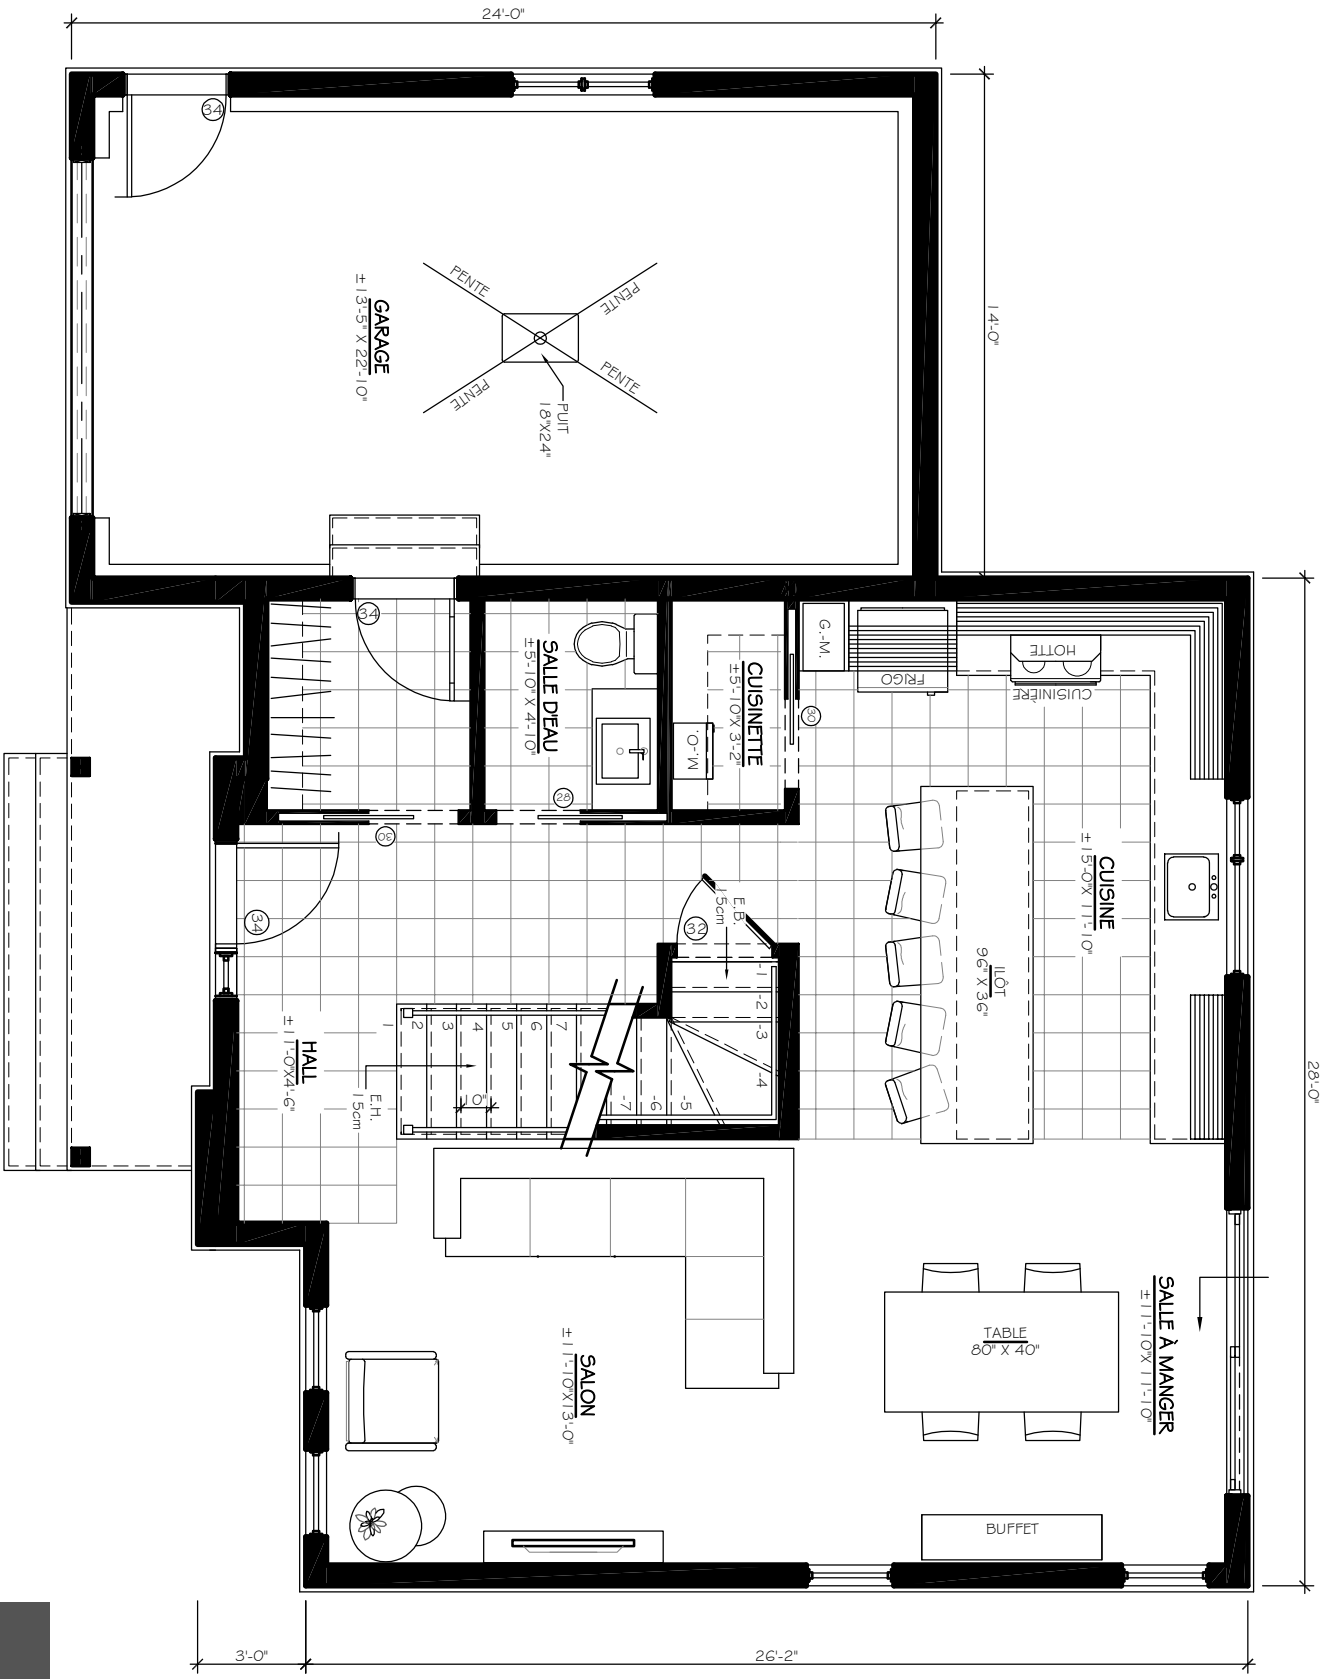 24'-0"
14'-0"
34
PENTE
PENTE
PENTE
PENTE
PUIT
18"X24"
GARAGE
±13'-5" X 22'-10"
28'-0"
34
SALLE D'EAU
±5'-10" X 4'-10"
28
30
CUISINETTE
±5'-10"X 3'-2"
M.-O.
30
G.-M.
FRIGO
HOTTE
CUISINIÈRE
CUISINE
±15'-0"X 11'-10"
ILÔT
96" X 36"
34
E.B.
15cm
32
-1
-2
-3
-4
-5
-6
-7
1
2
3
4
5
6
7
10"
E.H.
15cm
HALL
±11'-0"X4'-6"
SALON
±11'-10"X13'-0"
TABLE
80" X 40"
SALLE À MANGER
±11'-10"X 11'-10"
BUFFET
3'-0"
26'-2"